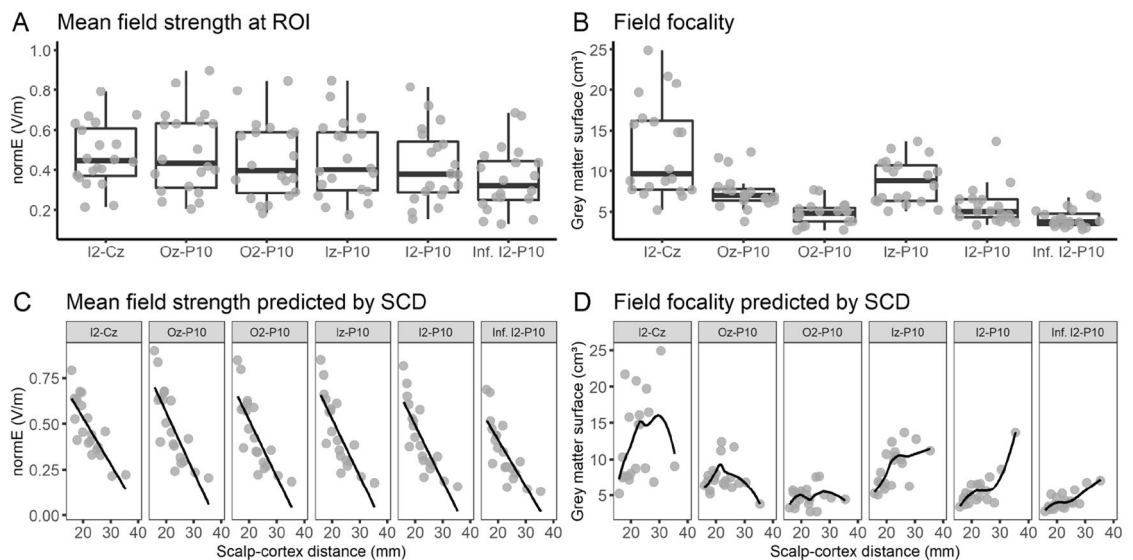 A Mean field strength at ROI
normE (V/m)
1.0
0.8
0.6
0.4
0.2
I2-Cz Oz-P10 O2-P10 Iz-P10 I2-P10 Inf. I2-P10
B Field focality
Grey matter surface (cm³)
25
20
15
10
5
I2-Cz Oz-P10 O2-P10 Iz-P10 I2-P10 Inf. I2-P10
C Mean field strength predicted by SCD
I2-Cz Oz-P10 O2-P10 Iz-P10 I2-P10 Inf. I2-P10
normE (V/m)
0.75
0.50
0.25
0.00
20 30 40 20 30 40 20 30 40 20 30 40 20 30 40 20 30 40
Scalp-cortex distance (mm)
D Field focality predicted by SCD
I2-Cz Oz-P10 O2-P10 Iz-P10 I2-P10 Inf. I2-P10
Grey matter surface (cm³)
25
20
15
10
5
20 30 40 20 30 40 20 30 40 20 30 40 20 30 40 20 30 40
Scalp-cortex distance (mm)